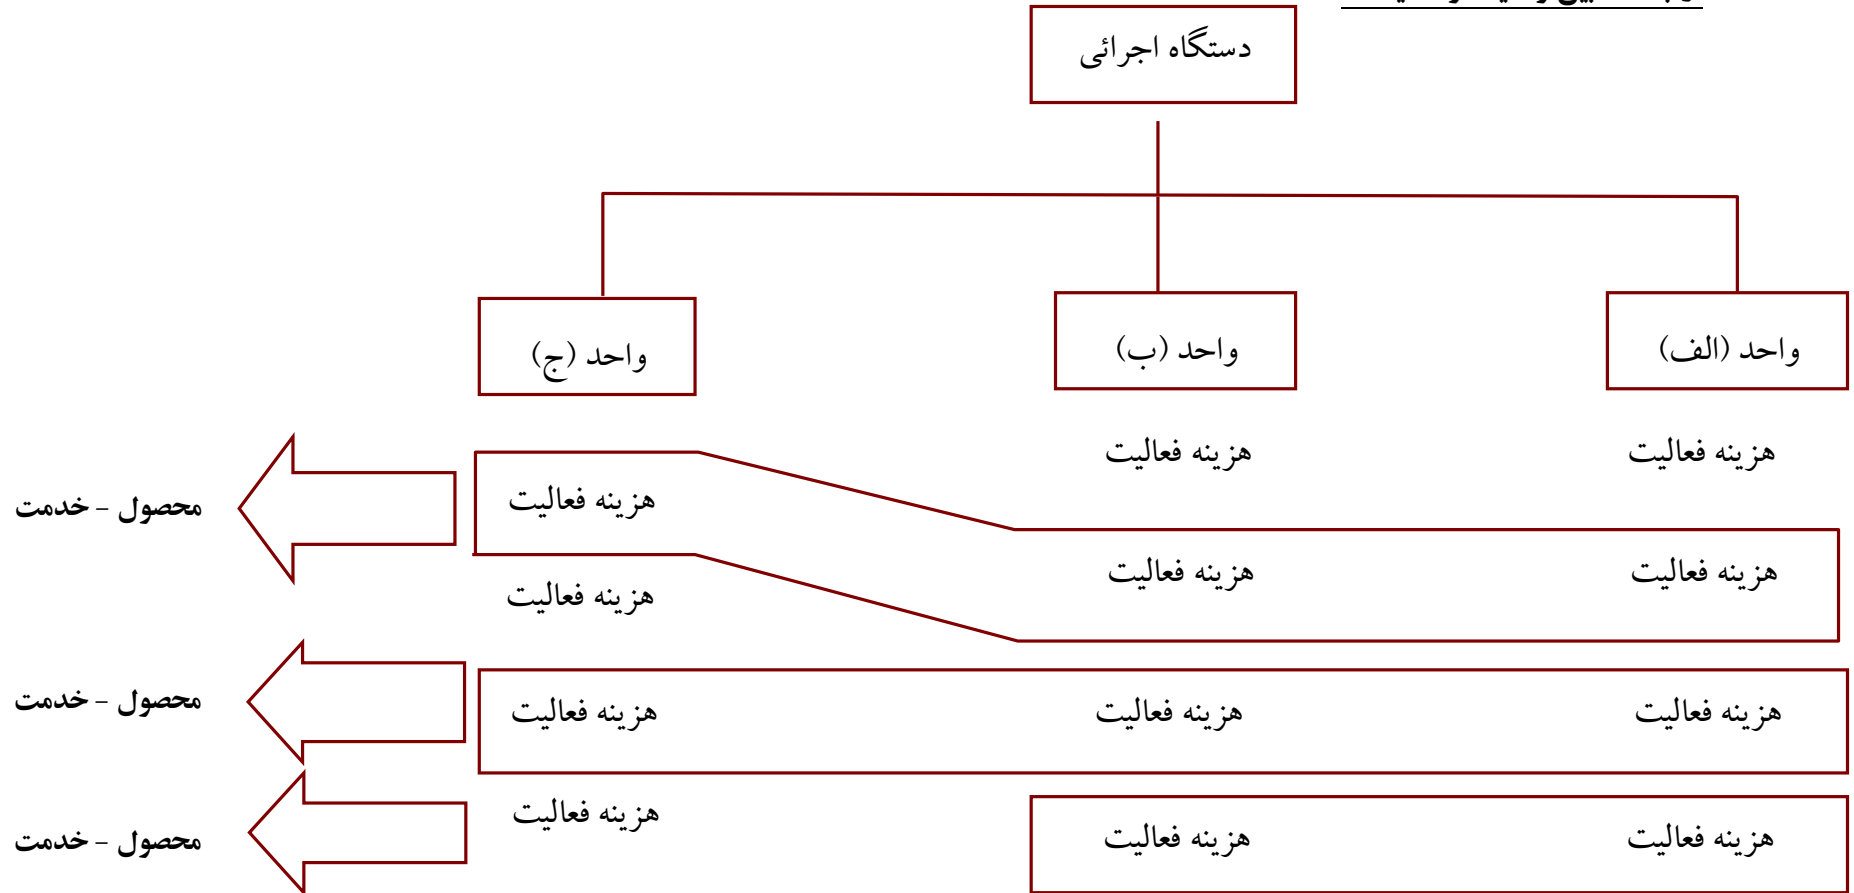 دستگاه اجرائی
واحد (الف)
واحد (ب)
واحد (ج)
هزینه فعالیت
هزینه فعالیت
هزینه فعالیت
محصول - خدمت
هزینه فعالیت
هزینه فعالیت
هزینه فعالیت
هزینه فعالیت
هزینه فعالیت
هزینه فعالیت
محصول - خدمت
هزینه فعالیت
هزینه فعالیت
هزینه فعالیت
محصول - خدمت